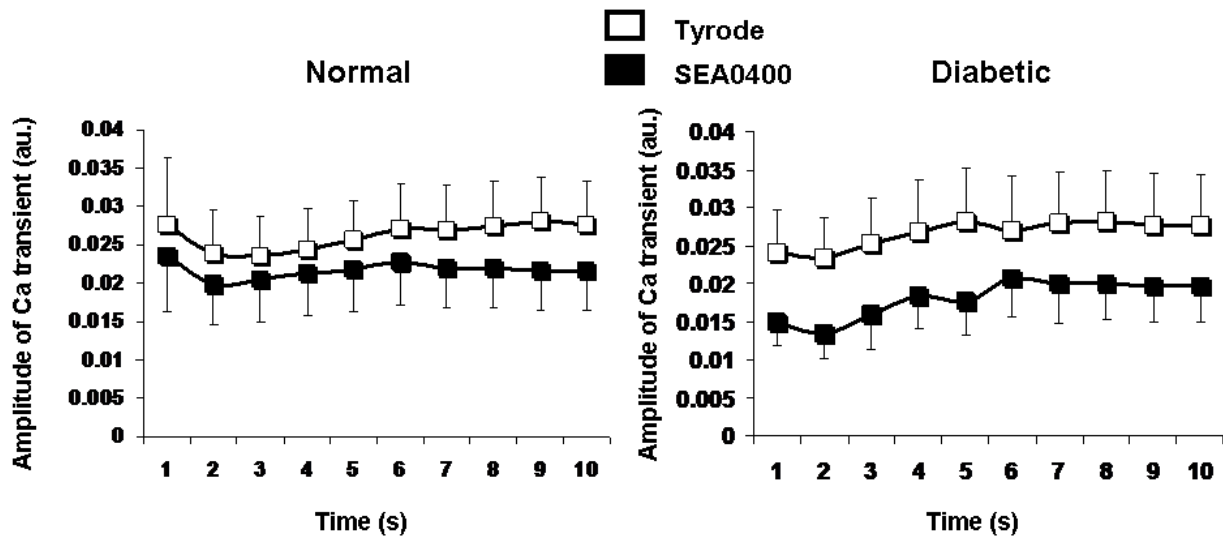 Tyrode
SEA0400
Normal
Amplitude of Ca transient (au.)
0.04
0.035
0.03
0.025
0.02
0.015
0.01
0.005
0
1 2 3 4 5 6 7 8 9 10
Time (s)
Diabetic
Amplitude of Ca transient (au.)
0.04
0.035
0.03
0.025
0.02
0.015
0.01
0.005
0
1 2 3 4 5 6 7 8 9 10
Time (s)